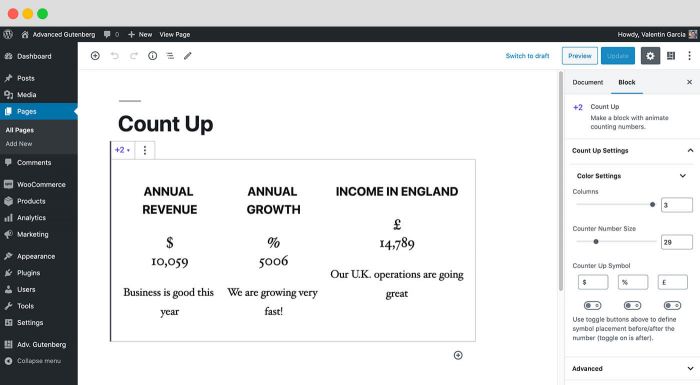 Advanced Gutenberg 0 + New View Page Howdy, Valentin Garcia
Dashboard
Posts
Media
Pages
All Pages
Add New
Comments
WooCommerce
Products
Analytics
Marketing
Appearance
Plugins
Users
Tools
Settings
Adv. Gutenberg
Collapse menu
Switch to draft Preview Update
Count Up
+2
ANNUAL
REVENUE
$
10,059
Business is good this
year
ANNUAL
GROWTH
%
5006
We are growing very
fast!
INCOME IN ENGLAND
£
14,789
Our U.K. operations are going
great
Document Block
+2 Count Up
Make a block with animate
counting numbers.
Count Up Settings
Color Settings
Columns
3
Counter Number Size
29
Counter Up Symbol
$ % £
Use toggle buttons above to define
symbol placement before/after the
number (toggle on is after).
Advanced